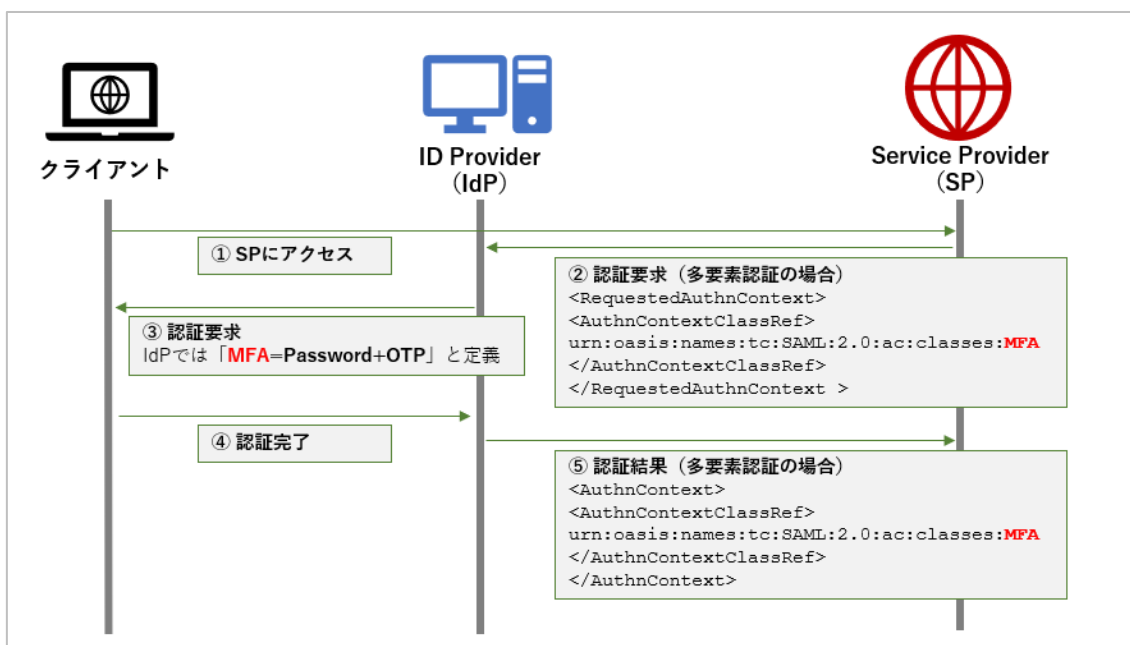 クライアント
ID Provider
（IdP）
Service Provider
（SP）
① SPにアクセス
② 認証要求（多要素認証の場合）
<RequestedAuthnContext>
<AuthnContextClassRef>
urn:oasis:names:tc:SAML:2.0:ac:classes:MFA
</AuthnContextClassRef>
</RequestedAuthnContext >
③ 認証要求
IdPでは「MFA=Password+OTP」と定義
④ 認証完了
⑤ 認証結果（多要素認証の場合）
<AuthnContext>
<AuthnContextClassRef>
urn:oasis:names:tc:SAML:2.0:ac:classes:MFA
</AuthnContextClassRef>
</AuthnContext>